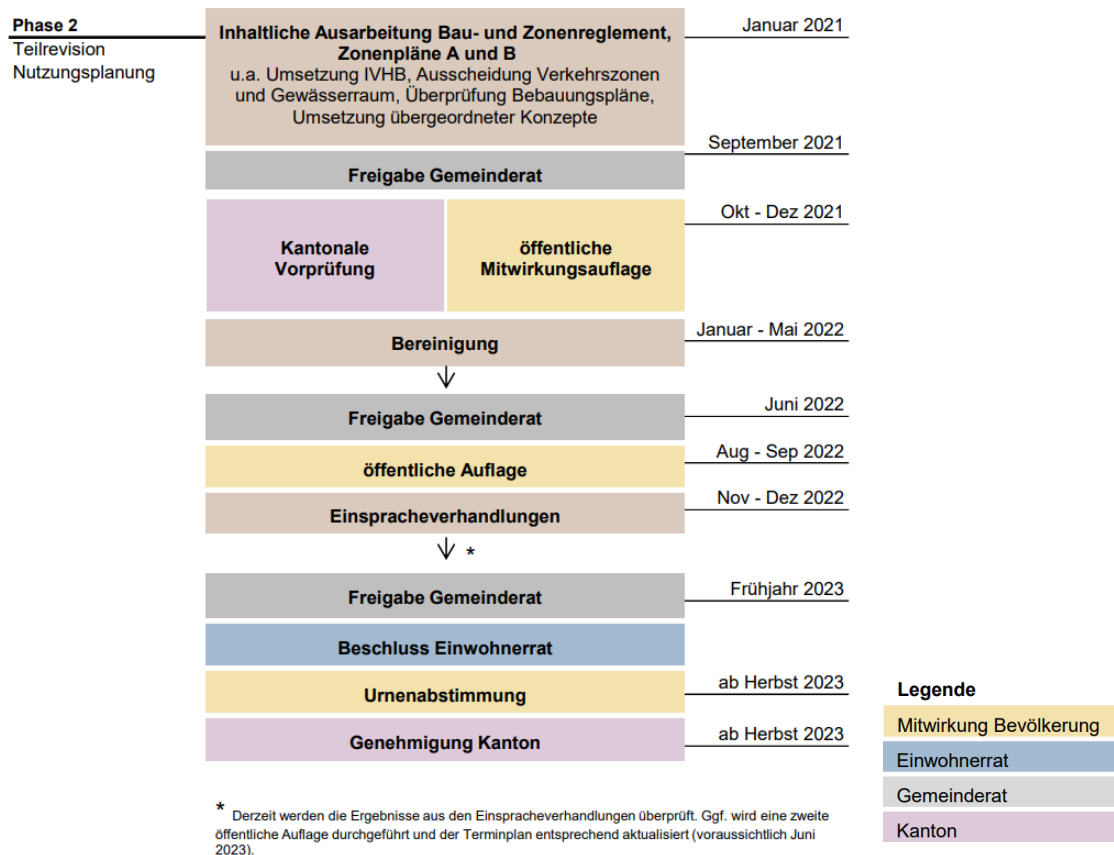 Phase 2
Teilrevision
Nutzungsplanung
Inhaltliche Ausarbeitung Bau- und Zonenreglement,
Zonenpläne A und B
u.a. Umsetzung IVHB, Ausscheidung Verkehrszonen
und Gewässerraum, Überprüfung Bebauungspläne,
Umsetzung übergeordneter Konzepte
Januar 2021
September 2021
Freigabe Gemeinderat
Okt - Dez 2021
Kantonale
Vorprüfung
öffentliche
Mitwirkungsauflage
Januar - Mai 2022
Bereinigung
Juni 2022
Freigabe Gemeinderat
Aug - Sep 2022
öffentliche Auflage
Nov - Dez 2022
Einspracheverhandlungen
*
Frühjahr 2023
Freigabe Gemeinderat
Beschluss Einwohnerrat
ab Herbst 2023
Urnenabstimmung
ab Herbst 2023
Genehmigung Kanton
Legende
Mitwirkung Bevölkerung
Einwohnerrat
Gemeinderat
Kanton
* Derzeit werden die Ergebnisse aus den Einspracheverhandlungen überprüft. Ggf. wird eine zweite
öffentliche Auflage durchgeführt und der Terminplan entsprechend aktualisiert (voraussichtlich Juni
2023).